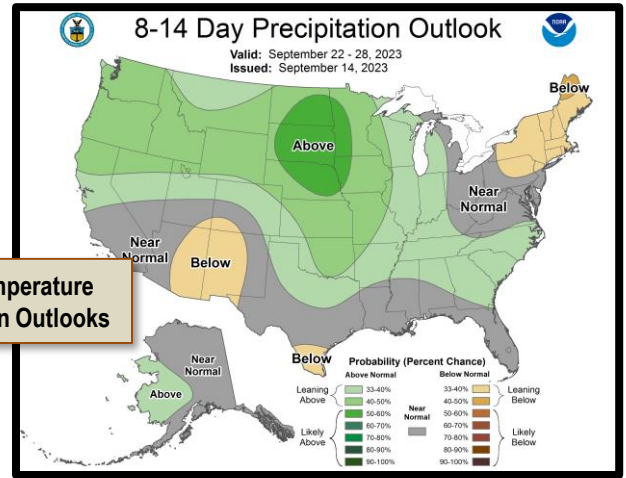 8-14 Day Precipitation Outlook
Valid: September 22 - 28, 2023
Issued: September 14, 2023
NOAA
Below
Above
Near
Normal
Near
Normal
Below
nperature
n Outlooks
Near
Normal
Above
Below
Probability (Percent Chance)
Above Normal
Below Normal
Leaning
Above
33-40%
40-50%
Likely
Above
50-60%
60-70%
70-80%
80-90%
90-100%
Near
Normal
33-40%
40-50%
Leaning
Below
50-60%
60-70%
70-80%
80-90%
90-100%
Likely
Below